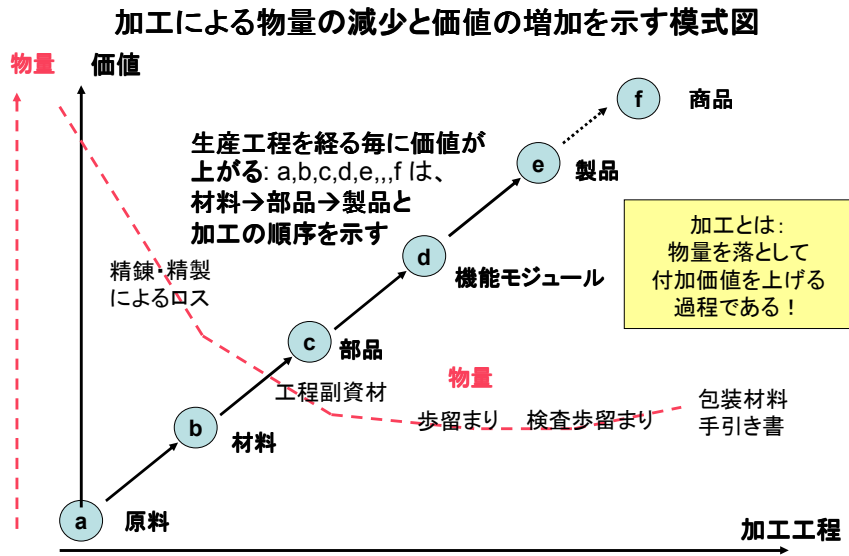 加工による物量の減少と価値の増加を示す模式図
物量
価値
f
商品
生産工程を経る毎に価値が
上がる: a,b,c,d,e,,,f は、
材料→部品→製品と
加工の順序を示す
e
製品
加工とは:
物量を落として
付加価値を上げる
過程である！
d
機能モジュール
精錬・精製
によるロス
c
部品
物量
工程副資材
歩留まり
検査歩留まり
包装材料
手引き書
b
材料
a
原料
加工工程